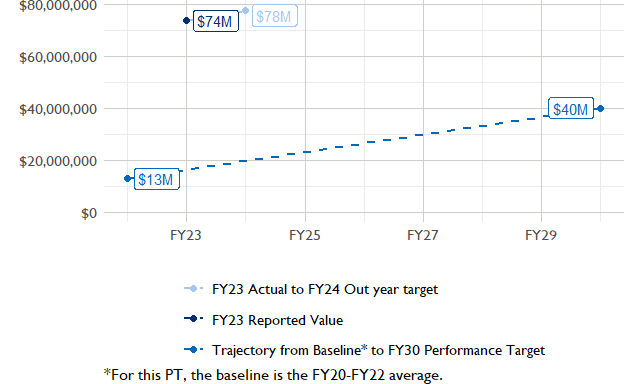 $80,000,000
$78M
$74M
$60,000,000
$40,000,000
$40M
$20,000,000
$13M
$0
FY23 FY25 FY27 FY29
FY23 Actual to FY24 Out year target
FY23 Reported Value
Trajectory from Baseline* to FY30 Performance Target
*For this PT, the baseline is the FY20-FY22 average.